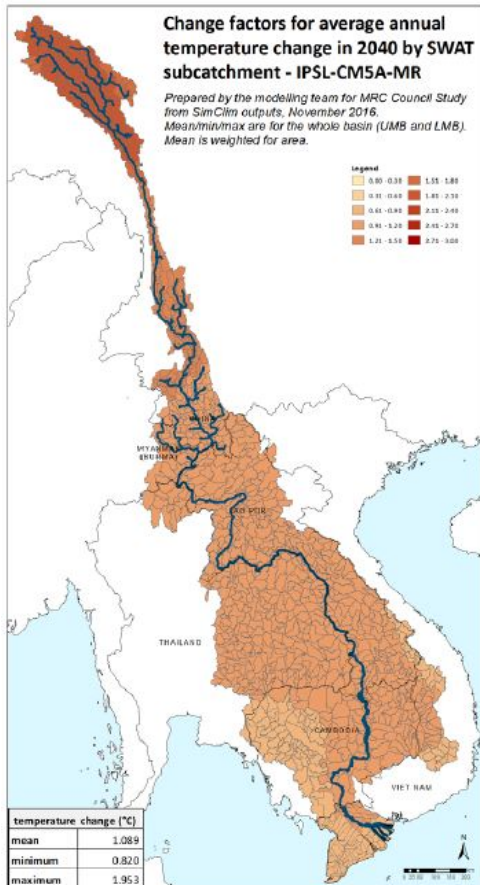 Change factors for average annual
temperature change in 2040 by SWAT
subcatchment - IPSL-CM5A-MR
Prepared by the modelling team for MRC Council Study
from SimClim outputs, November 2016.
Mean/min/max are for the whole basin (UMB and LMB).
Mean is weighted for area.
Legend
0.00 - 0.30
0.31 - 0.60
0.61 - 0.90
0.91 - 1.20
1.21 - 1.50
1.51 - 1.80
1.81 - 2.10
2.11 - 2.40
2.41 - 2.70
2.71 - 3.00
CHINA
MYANMAR
(BURMA)
LAO PDR
THAILAND
CAMBODIA
VIET NAM
N
temperature change (°C)
mean 1.089
minimum 0.820
maximum 1.953